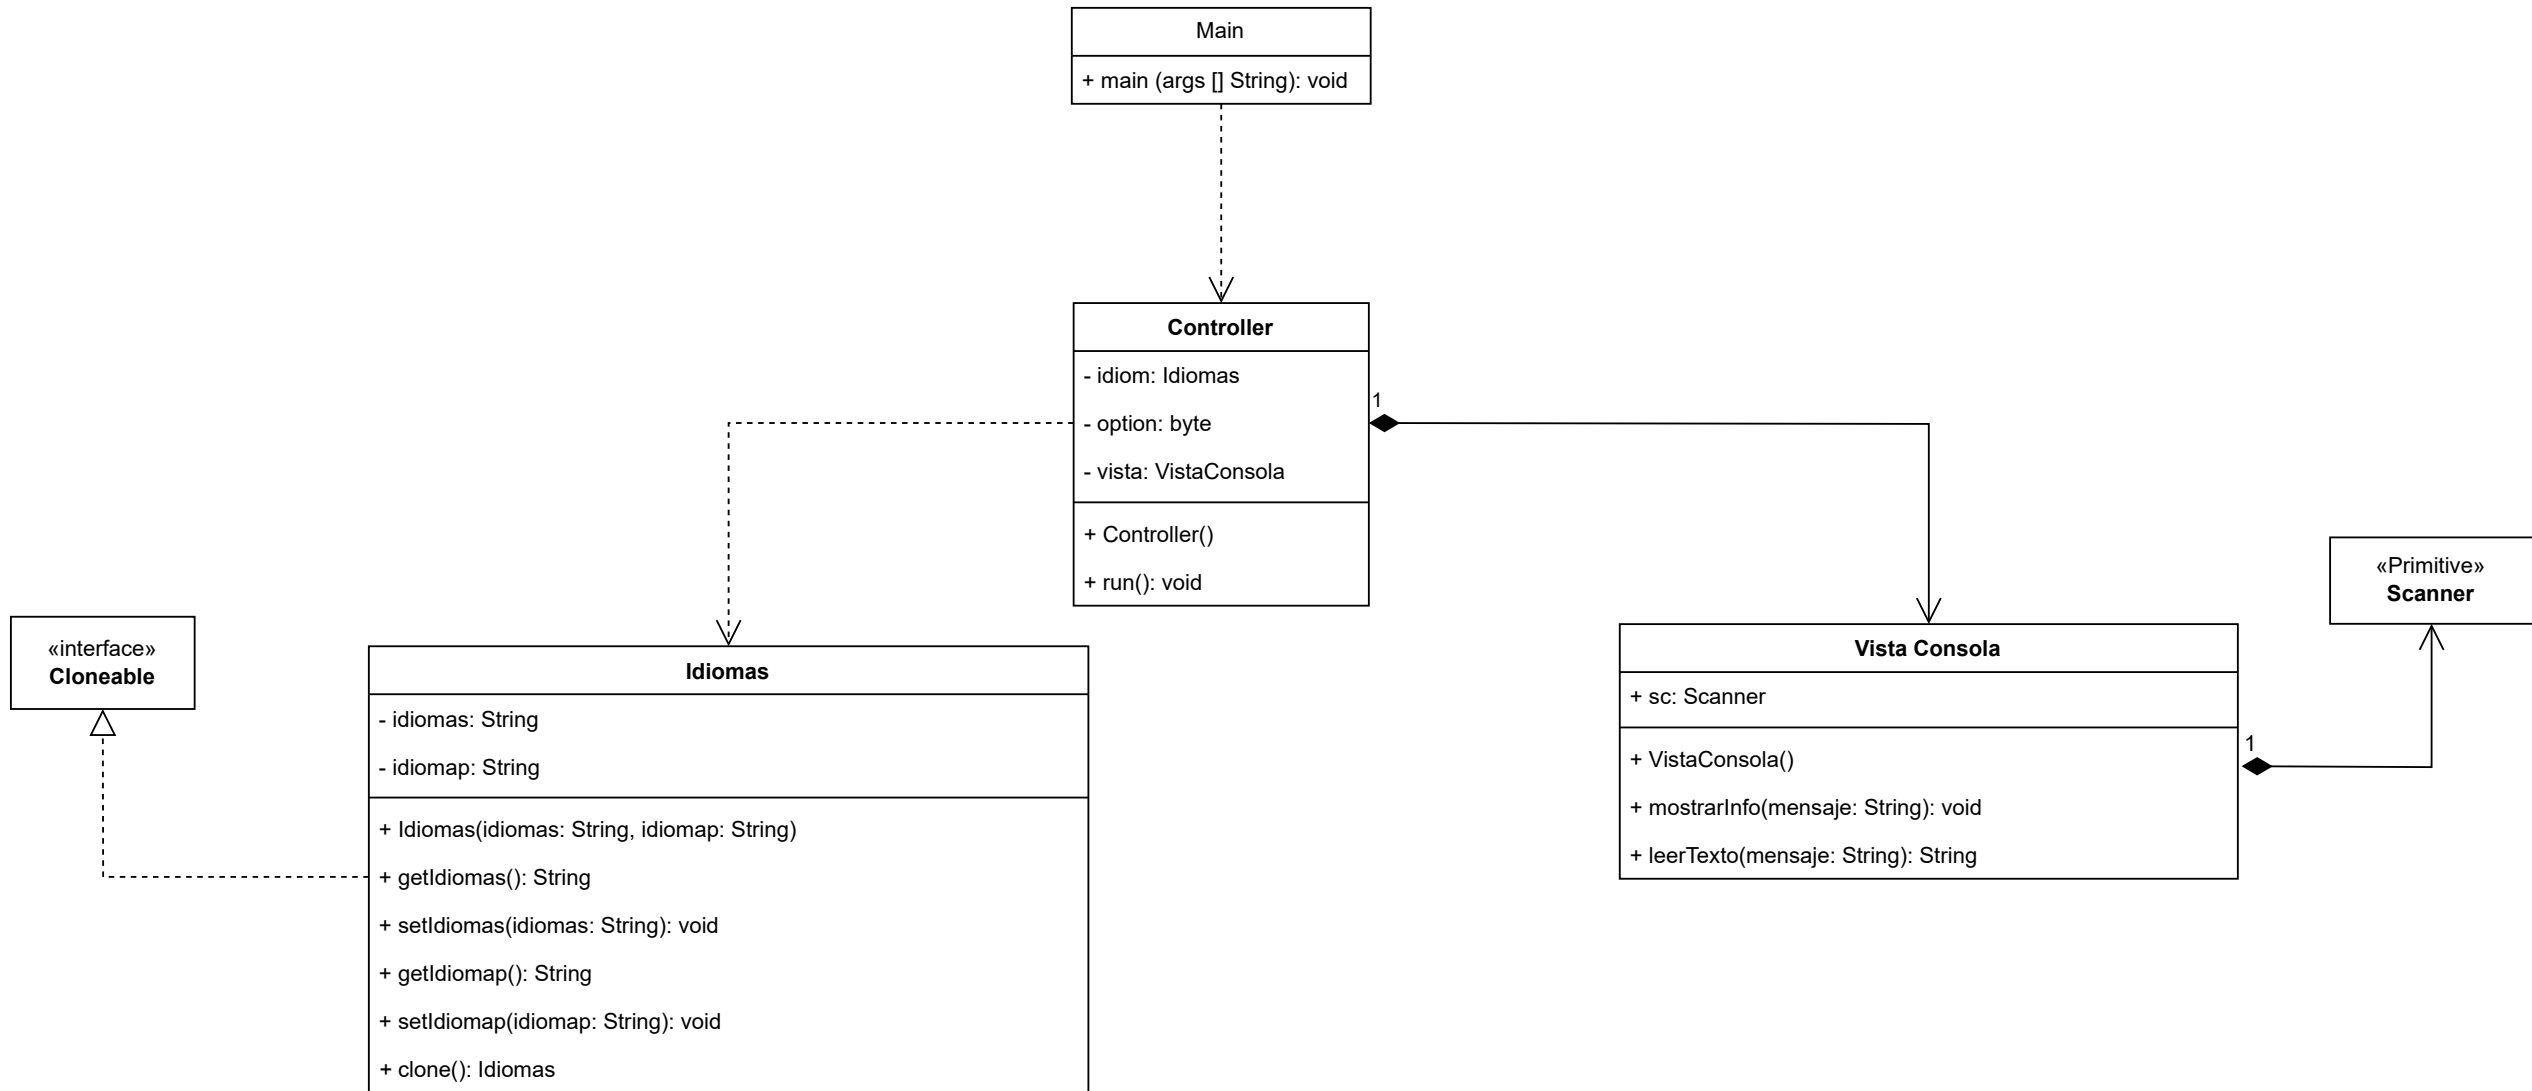 Main
+ main (args [] String): void
Controller
- idiom: Idiomas
- option: byte
- vista: VistaConsola
+ Controller()
+ run(): void
1
«interface»
Cloneable
Idiomas
- idiomas: String
- idiomap: String
+ Idiomas(idiomas: String, idiomap: String)
+ getIdiomas(): String
+ setIdiomas(idiomas: String): void
+ getIdiomap(): String
+ setIdiomap(idiomap: String): void
+ clone(): Idiomas
Vista Consola
+ sc: Scanner
+ VistaConsola()
+ mostrarInfo(mensaje: String): void
+ leerTexto(mensaje: String): String
1
«Primitive»
Scanner